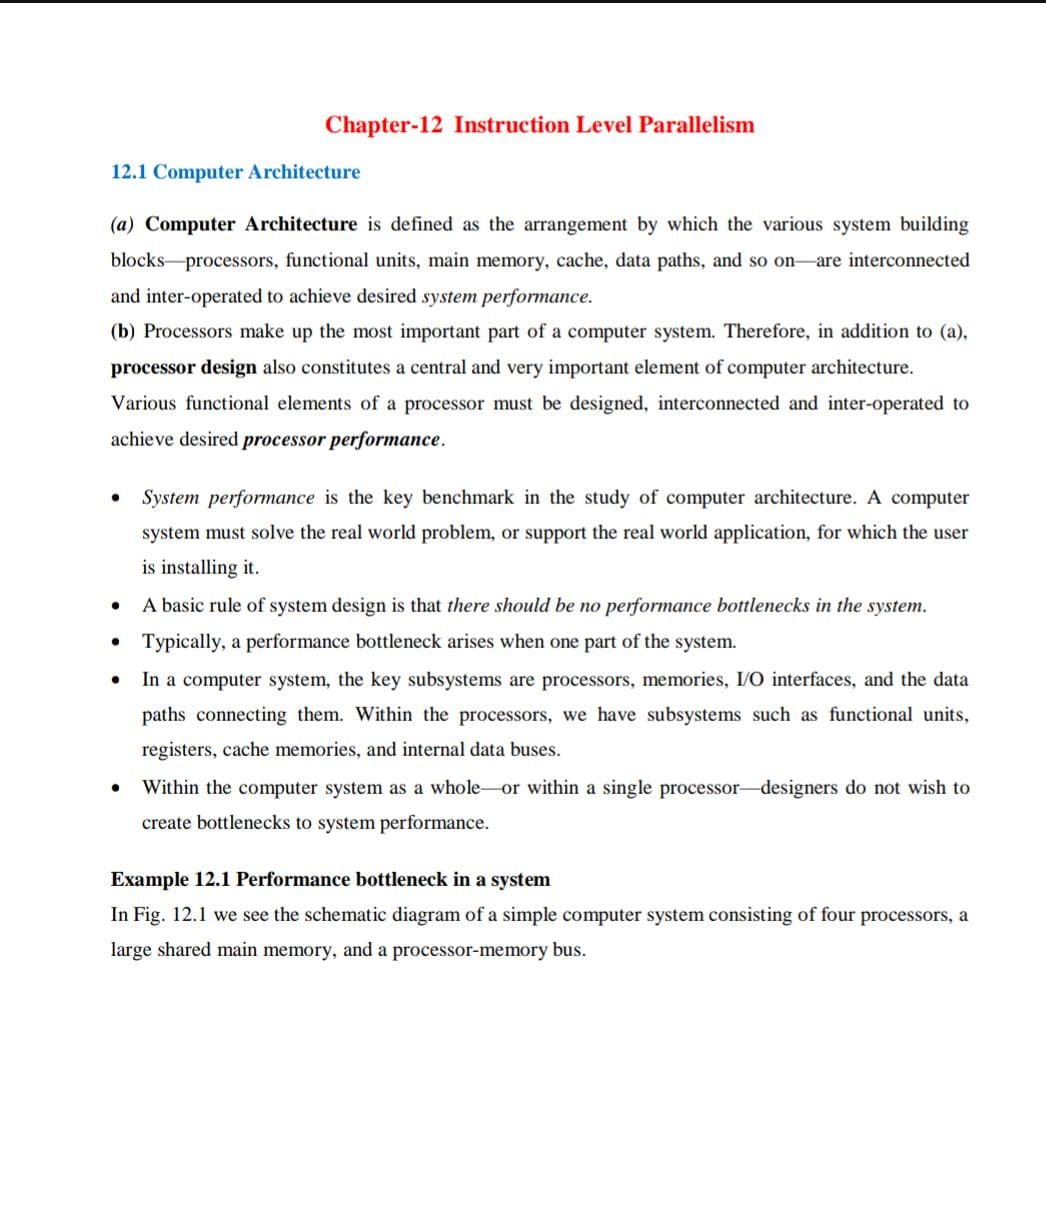 Chapter-12 Instruction Level Parallelism
12.1 Computer Architecture
(a) Computer Architecture is defined as the arrangement by which the various system building
blocks—processors, functional units, main memory, cache, data paths, and so on—are interconnected
and inter-operated to achieve desired system performance.
(b) Processors make up the most important part of a computer system. Therefore, in addition to (a),
processor design also constitutes a central and very important element of computer architecture.
Various functional elements of a processor must be designed, interconnected and inter-operated to
achieve desired processor performance.
• System performance is the key benchmark in the study of computer architecture. A computer
system must solve the real world problem, or support the real world application, for which the user
is installing it.
• A basic rule of system design is that there should be no performance bottlenecks in the system.
• Typically, a performance bottleneck arises when one part of the system.
• In a computer system, the key subsystems are processors, memories, I/O interfaces, and the data
paths connecting them. Within the processors, we have subsystems such as functional units,
registers, cache memories, and internal data buses.
• Within the computer system as a whole—or within a single processor—designers do not wish to
create bottlenecks to system performance.
Example 12.1 Performance bottleneck in a system
In Fig. 12.1 we see the schematic diagram of a simple computer system consisting of four processors, a
large shared main memory, and a processor-memory bus.